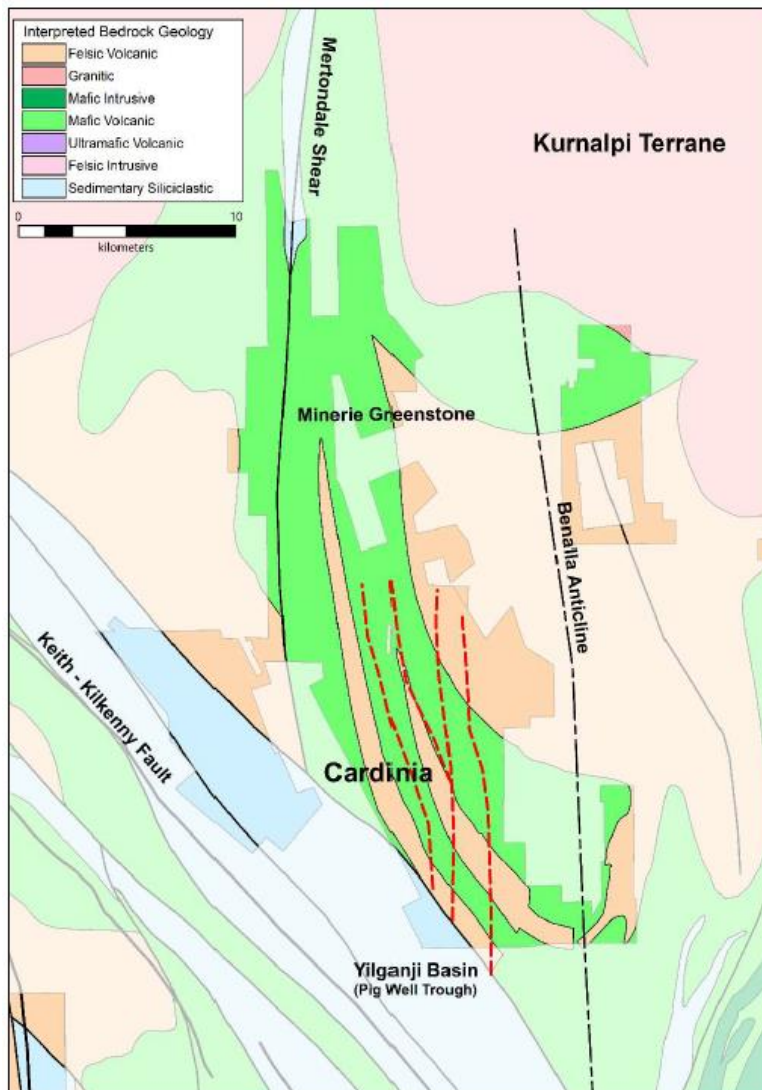 Interpreted Bedrock Geology
Felsic Volcanic
Granitic
Mafic Intrusive
Mafic Volcanic
Ultramafic Volcanic
Felsic Intrusive
Sedimentary Siliciclastic
0 10
kilometers
Mertondale Shear
Kurnalpi Terrane
Minerie Greenstone
Benalla Anticline
Keith - Kilkenny Fault
Cardinia
Yilganji Basin
(Pig Well Trough)